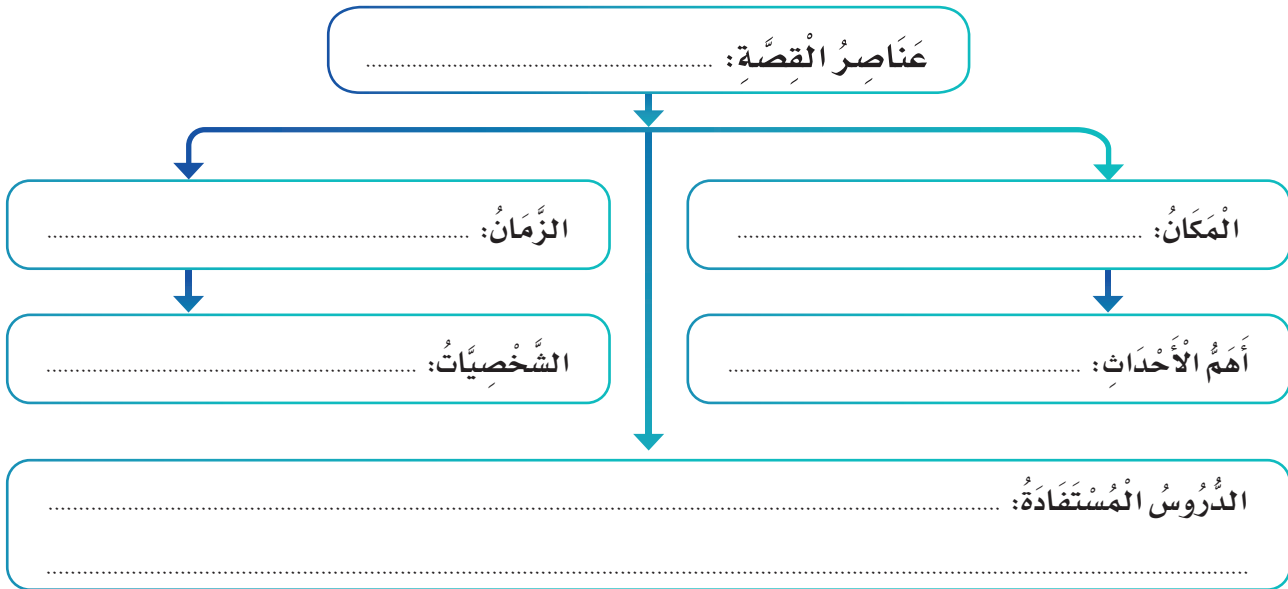 عَنَاصِرُ الْقِصَّةِ: ........................................................
الْمَكَانُ: ........................................................
الزَّمَانُ: ........................................................
أَهَمُّ الْأَحْدَاثِ: ........................................................
الشَّخْصِيَّاتُ: ........................................................
الدُّرُوسُ الْمُسْتَفَادَةُ: ........................................................
........................................................